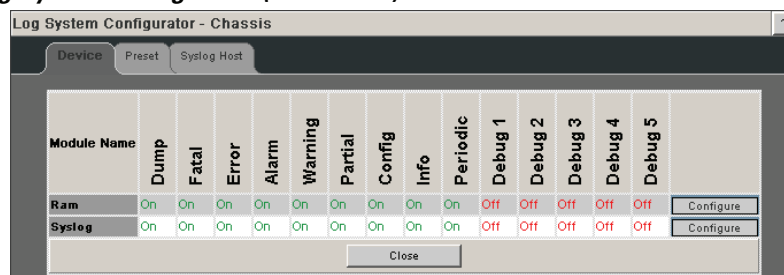 Log System Configurator - Chassis
Device Preset Syslog Host
Module Name Dump Fatal Error Alarm Warning Partial Config Info Periodic Debug 1 Debug 2 Debug 3 Debug 4 Debug 5
Ram On On On On On On On On On Off Off Off Off Off Configure
Syslog On On On On On On On On On Off Off Off Off Off Configure
Close